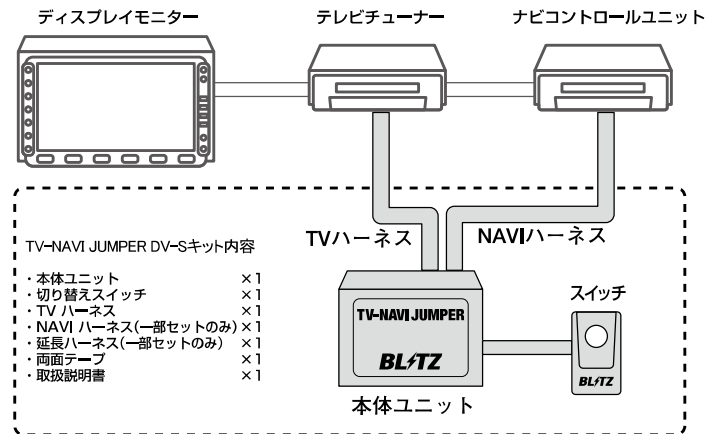 ディスプレイモニター
テレビチューナー
ナビコントロールユニット
TVハーネス
NAVIハーネス
TV-NAVI JUMPER DV-Sキット内容
・本体ユニット ×1
・切り替えスイッチ ×1
・TV ハーネス ×1
・NAVI ハーネス(一部セットのみ) ×1
・延長ハーネス(一部セットのみ) ×1
・両面テープ ×1
・取扱説明書 ×1
TV-NAVI JUMPER
BLITZ
本体ユニット
スイッチ
BLITZ